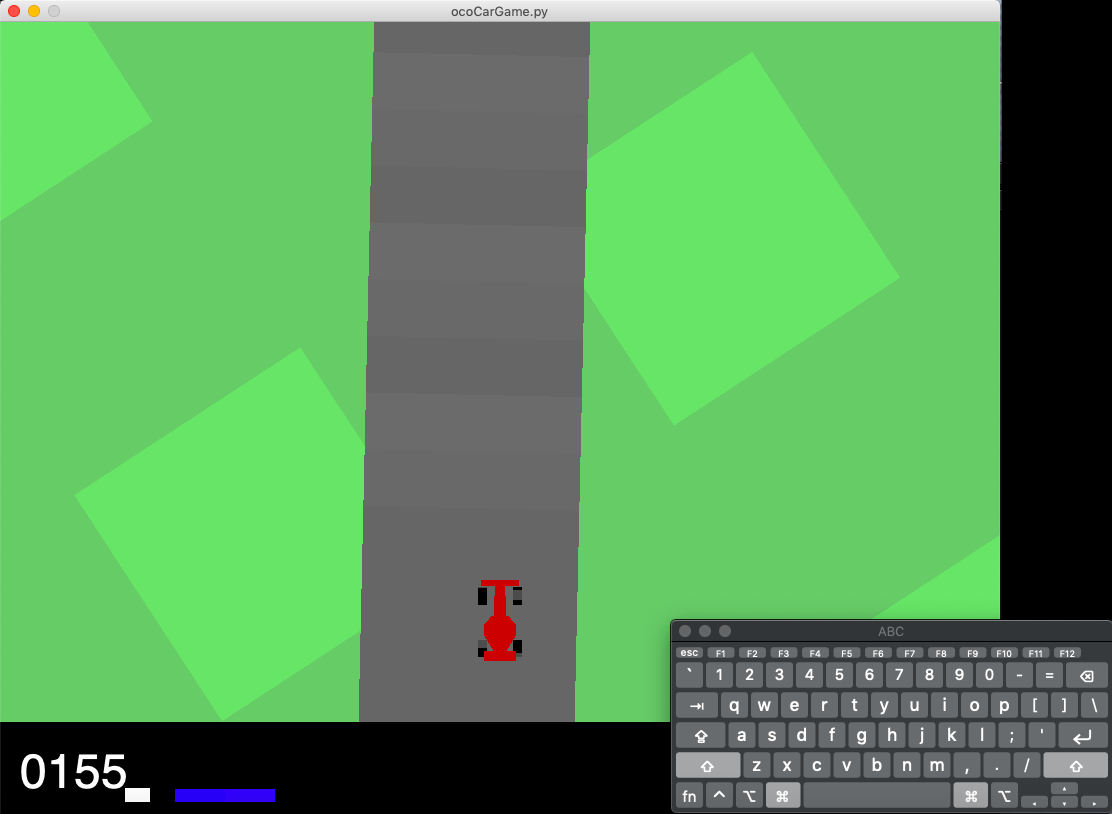 ocoCarGame.py
0155
ABC
esc F1 F2 F3 F4 F5 F6 F7 F8 F9 F10 F11 F12
` 1 2 3 4 5 6 7 8 9 0 - =
q w e r t y u i o p [ ] \
a s d f g h j k l ; '
z x c v b n m , . /
fn ^ ⌥ ⌘ ⌘ ⌥